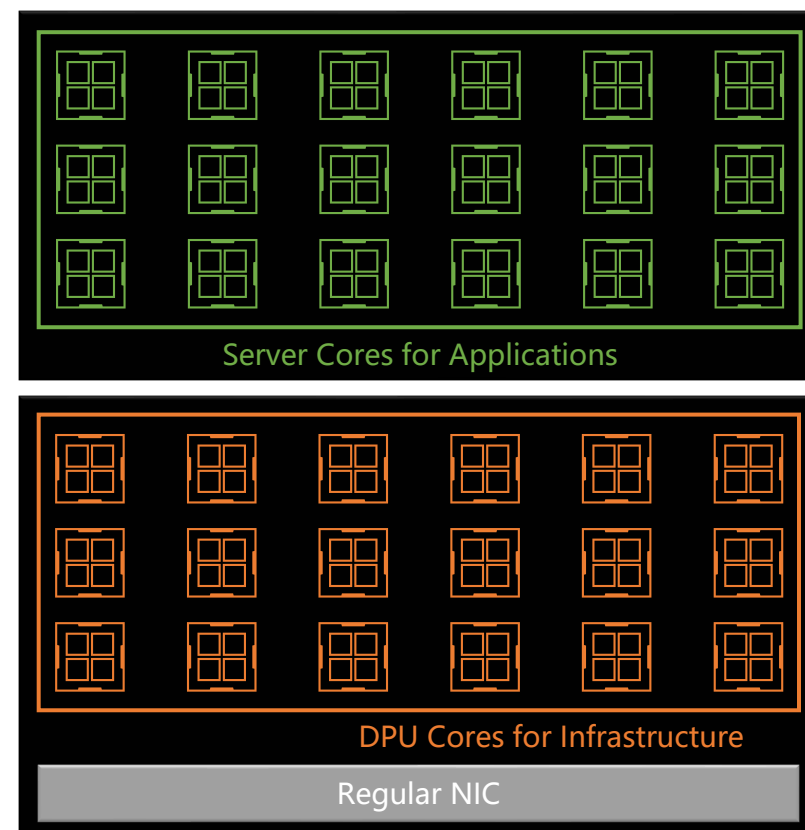 Server Cores for Applications
DPU Cores for Infrastructure
Regular NIC